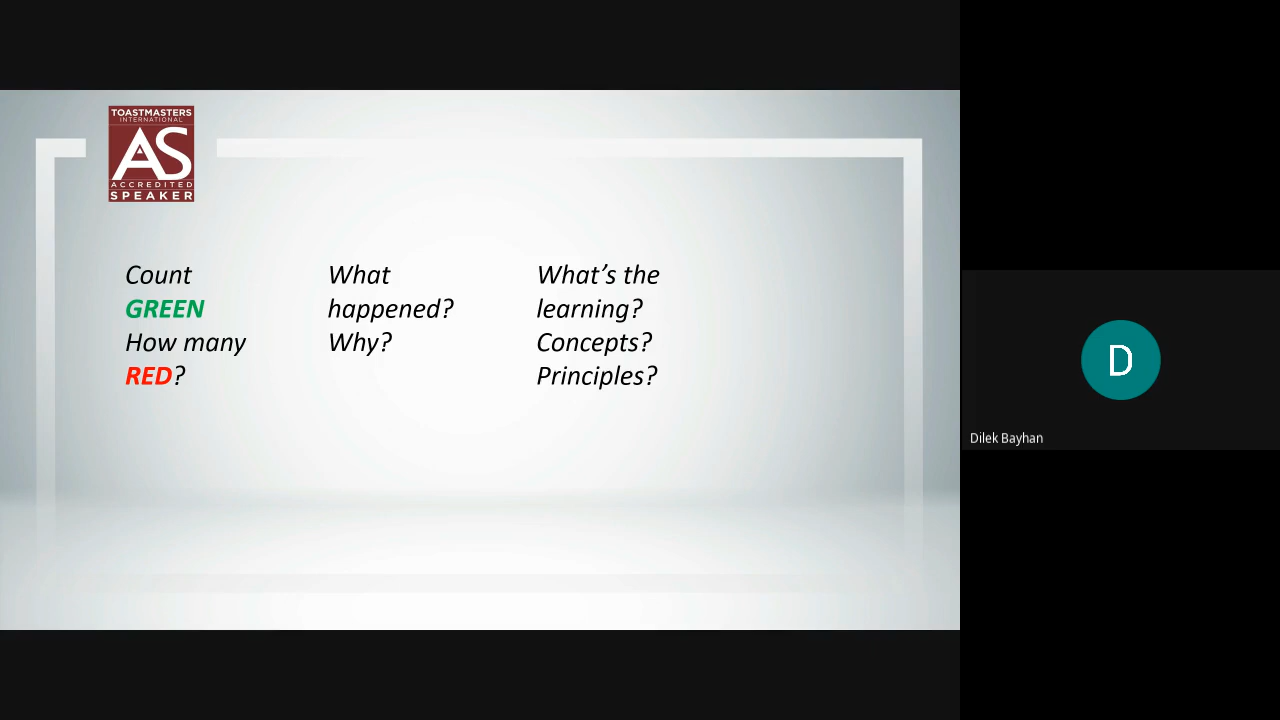 TOASTMASTERS
INTERNATIONAL
AS
ACCREDITED
SPEAKER
Count
GREEN
How many
RED?
What
happened?
Why?
What's the
learning?
Concepts?
Principles?
D
Dilek Bayhan